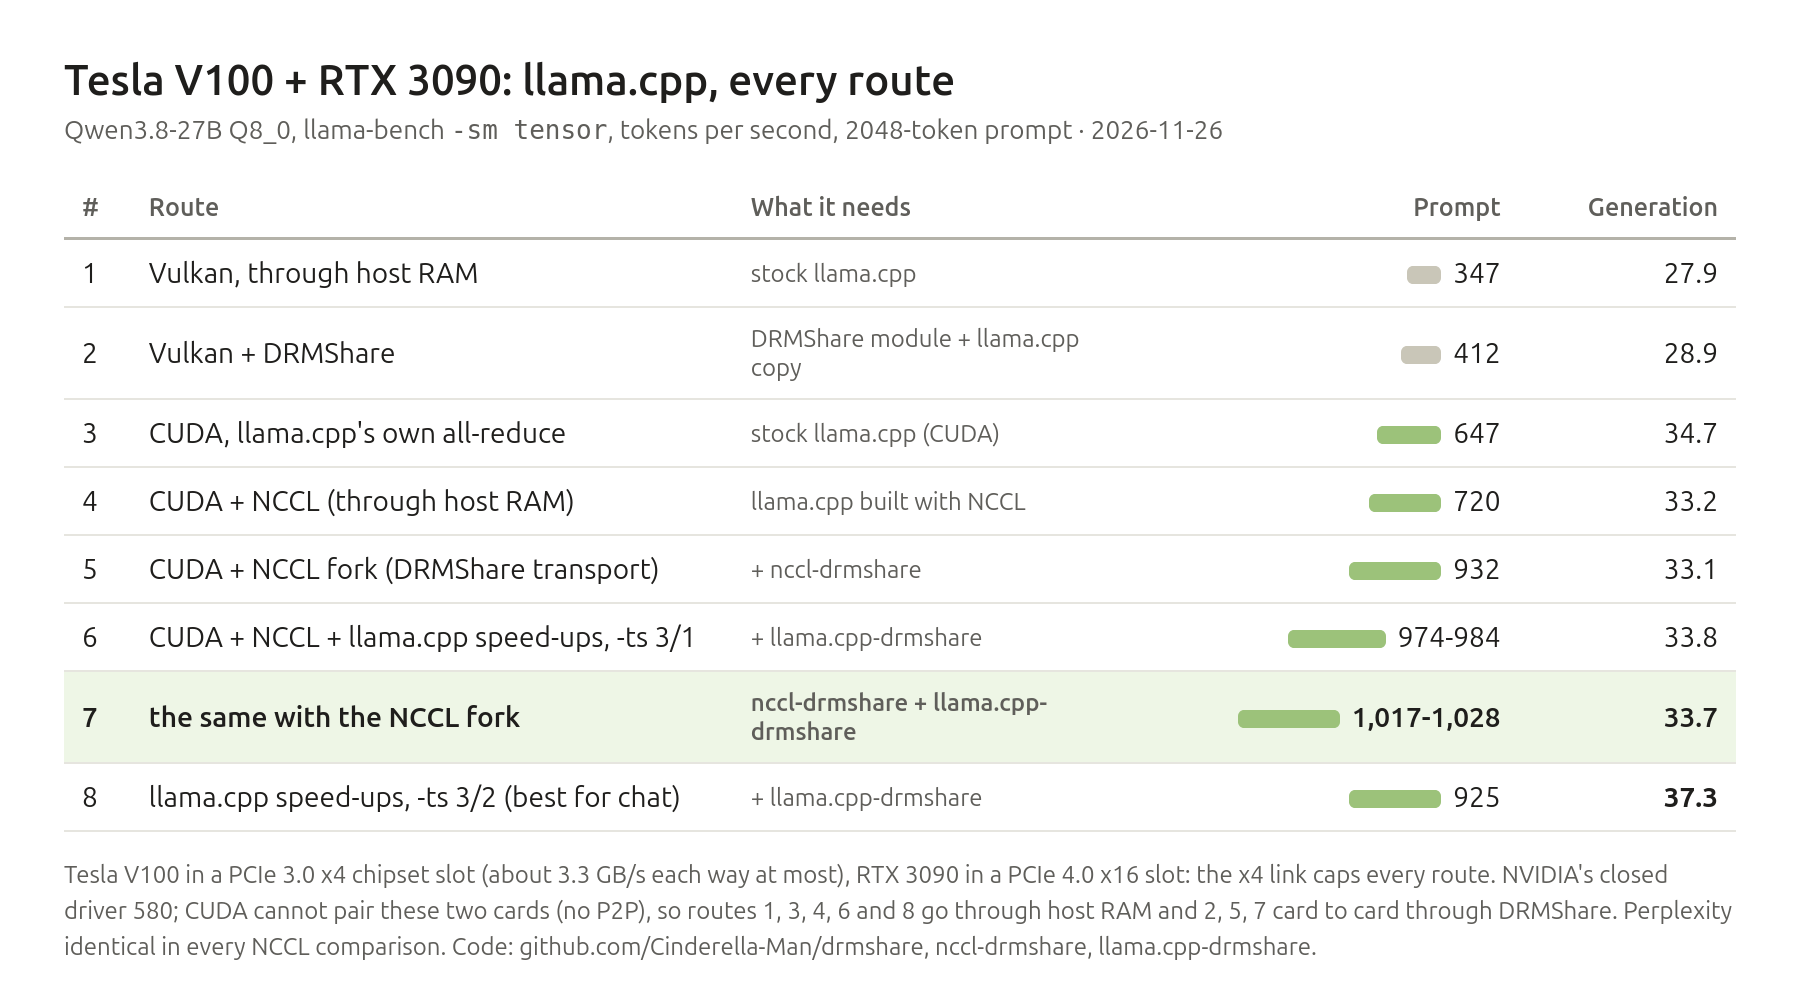 Tesla V100 + RTX 3090: llama.cpp, every route
Qwen3.8-27B Q8_0, llama-bench -sm tensor, tokens per second, 2048-token prompt · 2026-11-26
# Route What it needs Prompt Generation
1 Vulkan, through host RAM stock llama.cpp 347 27.9
2 Vulkan + DRMShare DRMShare module + llama.cpp
copy 412 28.9
3 CUDA, llama.cpp's own all-reduce stock llama.cpp (CUDA) 647 34.7
4 CUDA + NCCL (through host RAM) llama.cpp built with NCCL 720 33.2
5 CUDA + NCCL fork (DRMShare transport) + nccl-drmshare 932 33.1
6 CUDA + NCCL + llama.cpp speed-ups, -ts 3/1 + llama.cpp-drmshare 974-984 33.8
7 the same with the NCCL fork nccl-drmshare + llama.cpp-
drmshare 1,017-1,028 33.7
8 llama.cpp speed-ups, -ts 3/2 (best for chat) + llama.cpp-drmshare 925 37.3
Tesla V100 in a PCIe 3.0 x4 chipset slot (about 3.3 GB/s each way at most), RTX 3090 in a PCIe 4.0 x16 slot: the x4 link caps every route. NVIDIA's closed
driver 580; CUDA cannot pair these two cards (no P2P), so routes 1, 3, 4, 6 and 8 go through host RAM and 2, 5, 7 card to card through DRMShare. Perplexity
identical in every NCCL comparison. Code: github.com/Cinderella-Man/drmshare, nccl-drmshare, llama.cpp-drmshare.